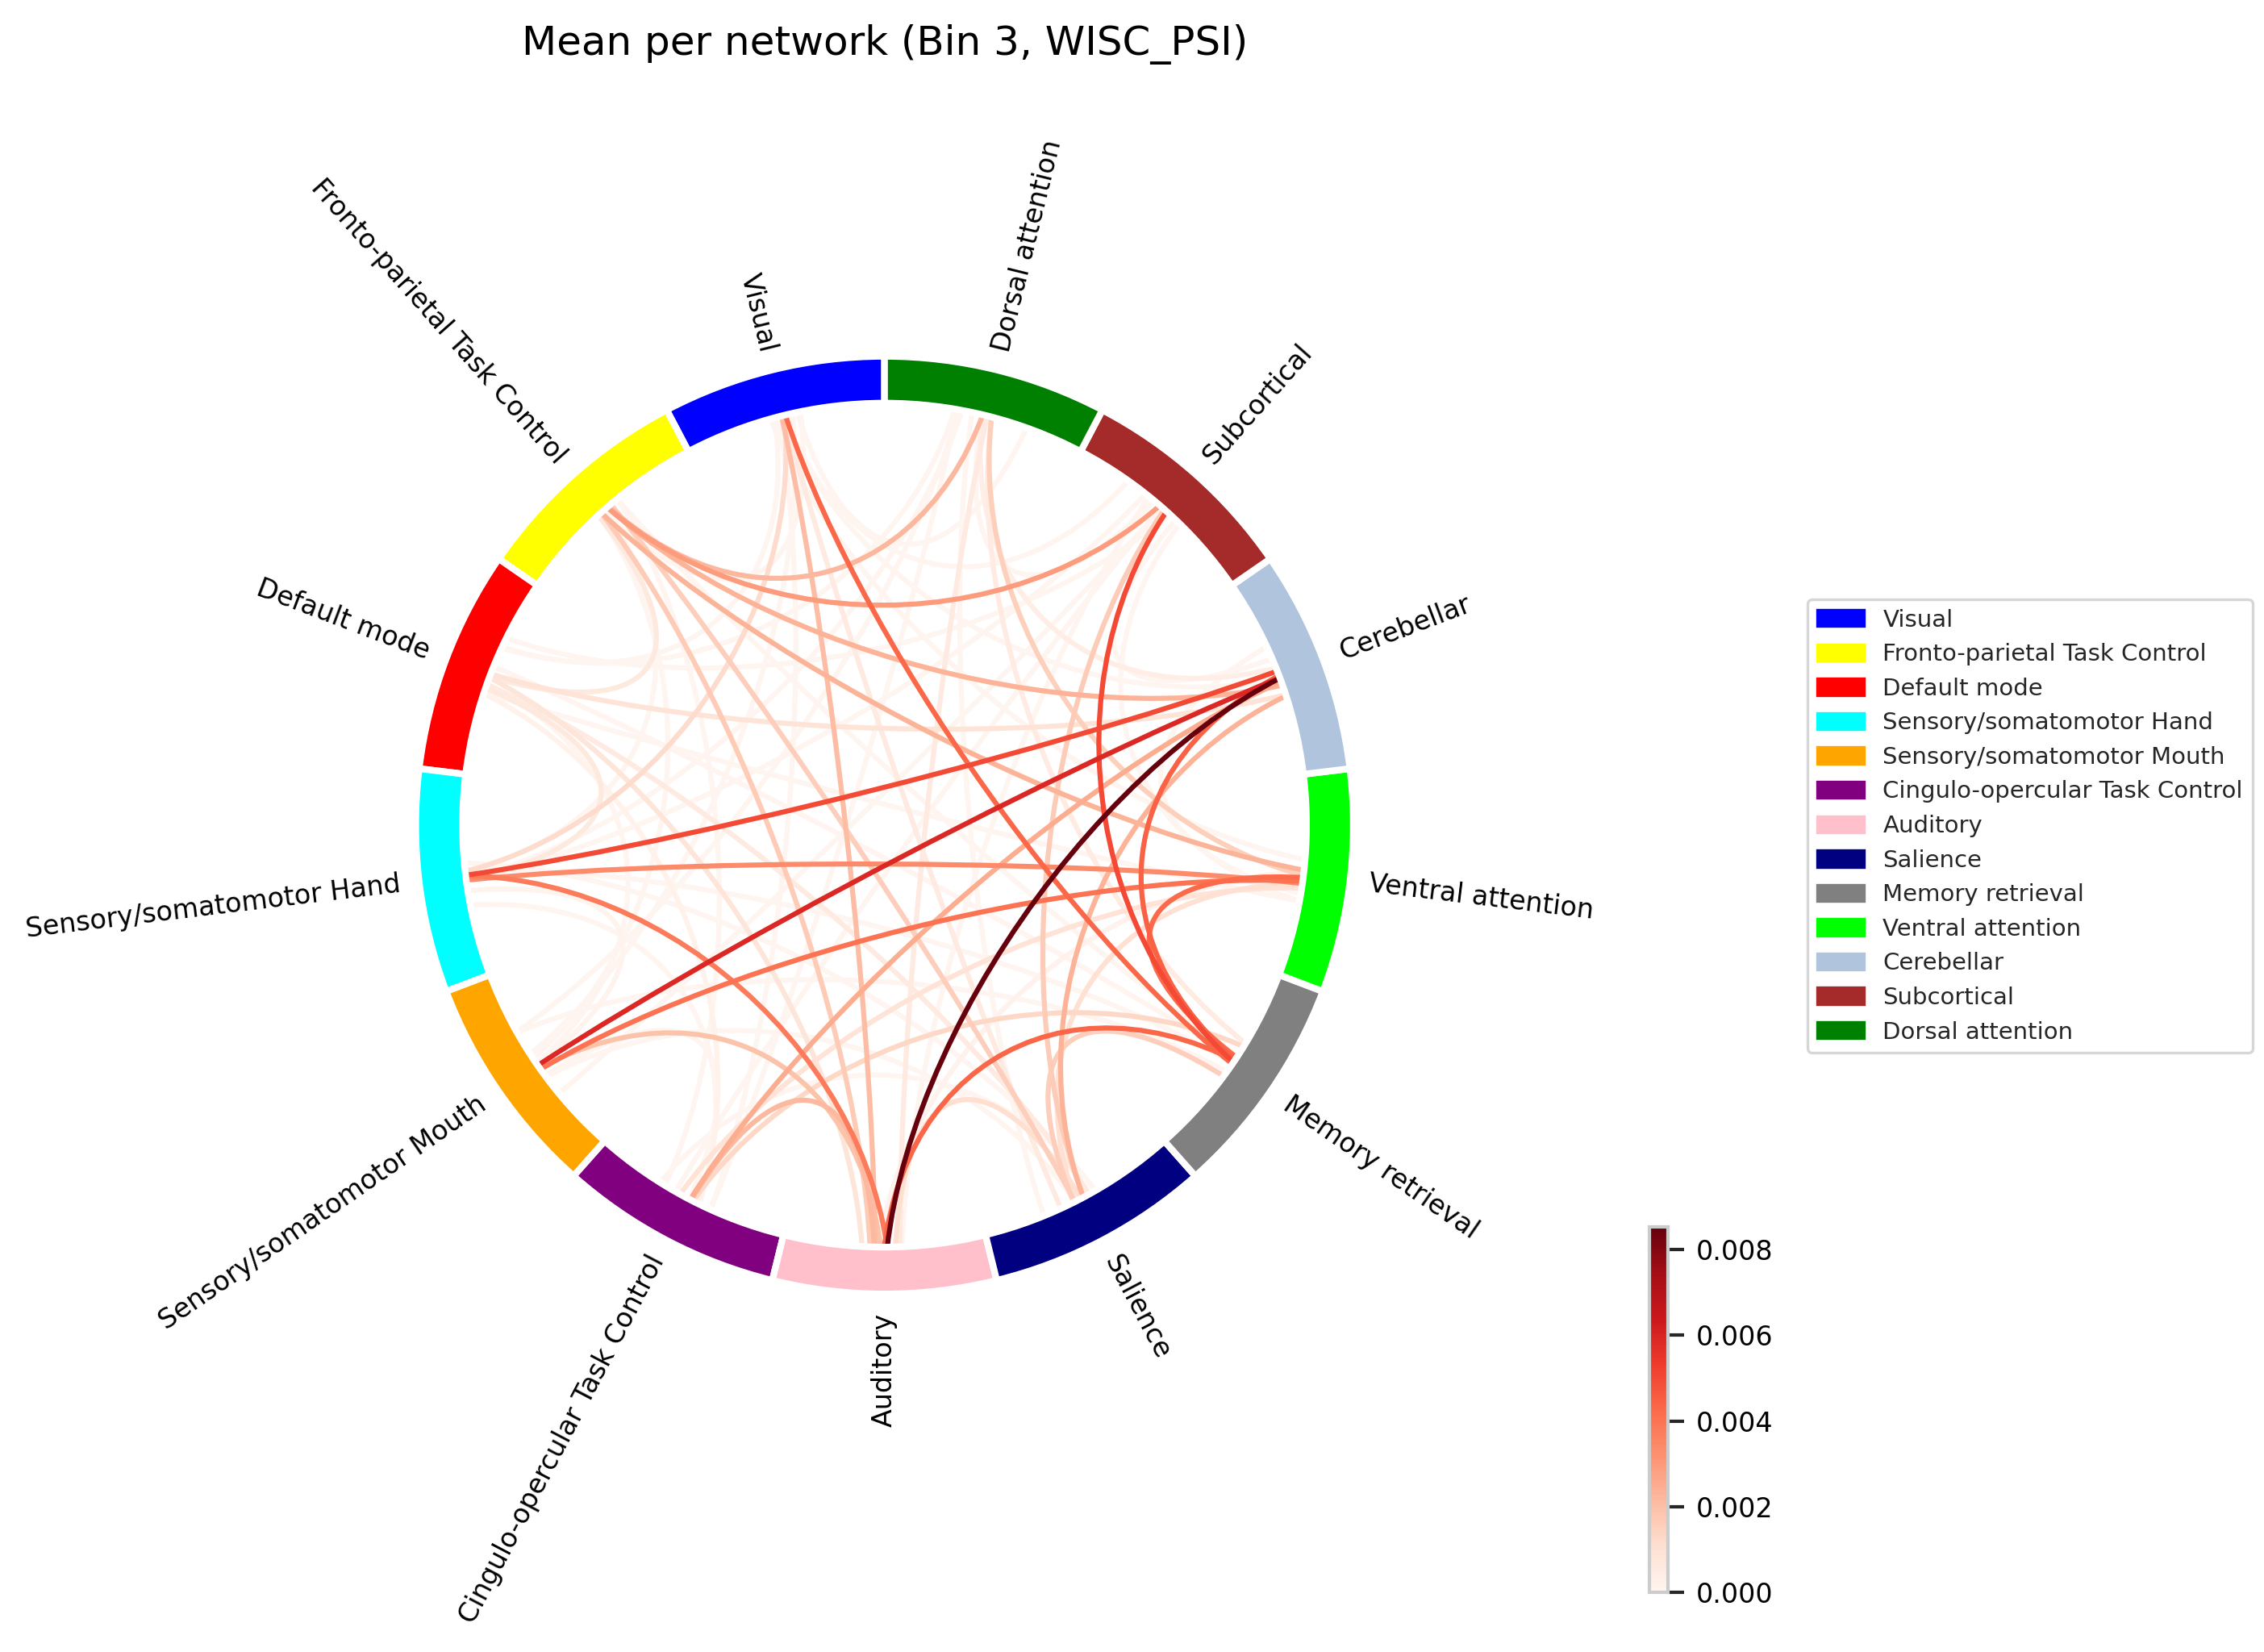 Mean per network (Bin 3, WISC_PSI)
Visual
Dorsal attention
Fronto-parietal Task Control
Subcortical
Default mode
Cerebellar
Sensory/somatomotor Hand
Ventral attention
Sensory/somatomotor Mouth
Memory retrieval
Cingulo-opercular Task Control
Auditory
Salience
Visual
Fronto-parietal Task Control
Default mode
Sensory/somatomotor Hand
Sensory/somatomotor Mouth
Cingulo-opercular Task Control
Auditory
Salience
Memory retrieval
Ventral attention
Cerebellar
Subcortical
Dorsal attention
0.008
0.006
0.004
0.002
0.000